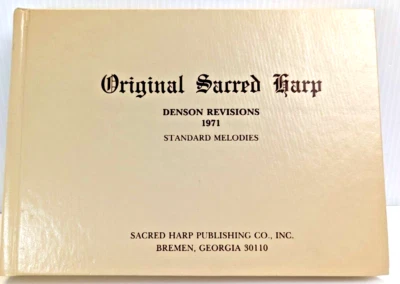 Original Sacred Harp
DENSON REVISIONS
1971
STANDARD MELODIES
SACRED HARP PUBLISHING CO., INC.
BREMEN, GEORGIA 30110